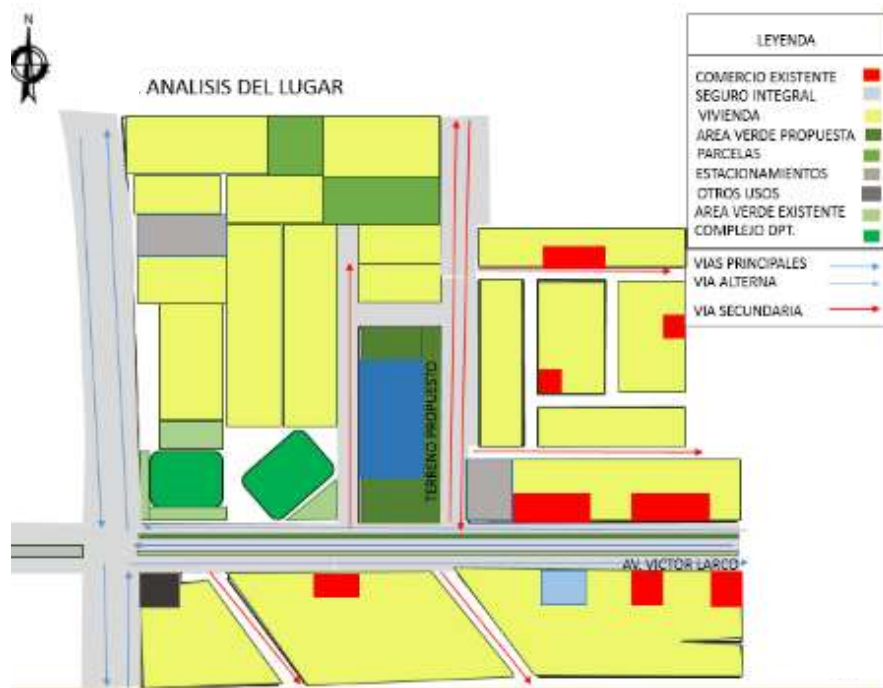 N
ANALISIS DEL LUGAR
LEYENDA
COMERCIO EXISTENTE
SEGURO INTEGRAL
VIVIENDA
AREA VERDE PROPUESTA
PARCELAS
ESTACIONAMIENTOS
OTROS USOS
AREA VERDE EXISTENTE
COMPLEJO DPT.
VIAS PRINCIPALES
VIA ALTERNA
VIA SECUNDARIA
TERRENO PROPUESTO
AV. VICTOR LARCO